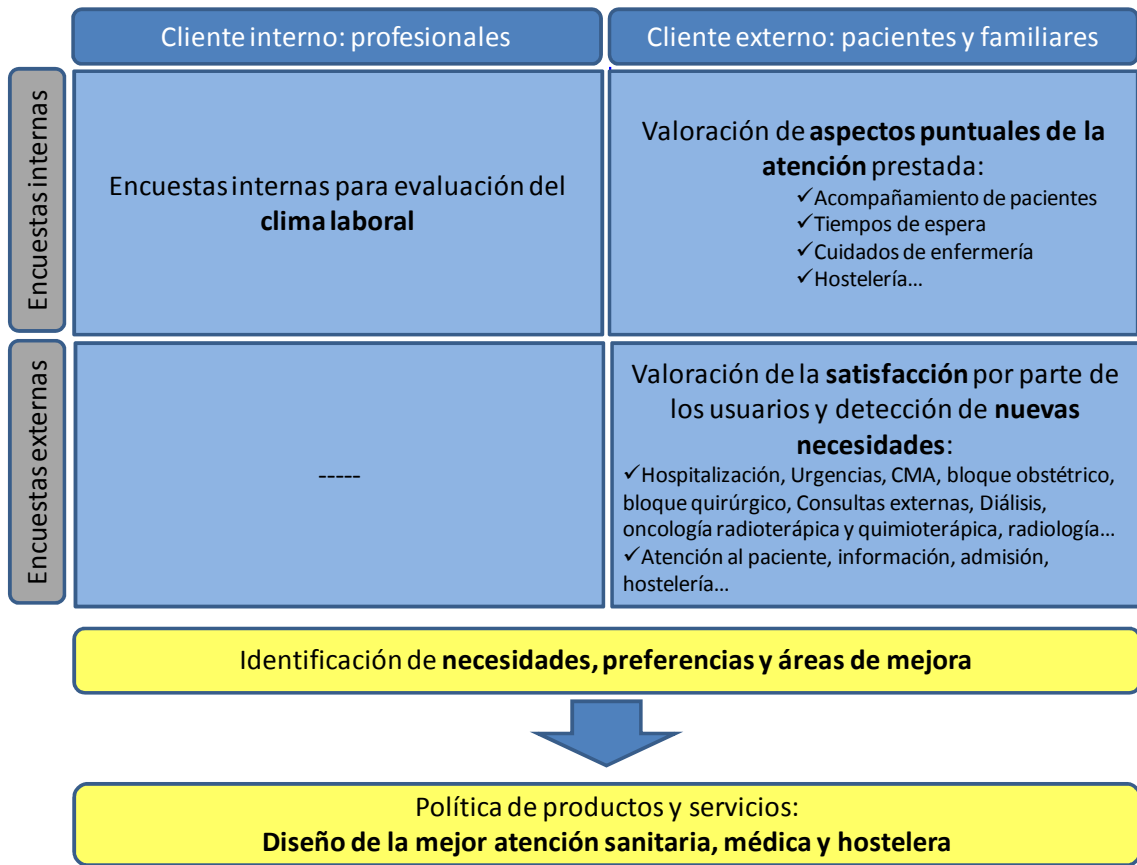 Cliente interno: profesionales
Cliente externo: pacientes y familiares
Encuestas internas
Encuestas internas para evaluación del
clima laboral
Valoración de aspectos puntuales de la
atención prestada:
✓Acompañamiento de pacientes
✓Tiempos de espera
✓Cuidados de enfermería
✓Hostelería…
Encuestas externas
-----
Valoración de la satisfacción por parte de
los usuarios y detección de nuevas
necesidades:
✓Hospitalización, Urgencias, CMA, bloque obstétrico,
bloque quirúrgico, Consultas externas, Diálisis,
oncología radioterápica y quimioterápica, radiología…
✓Atención al paciente, información, admisión,
hostelería…
Identificación de necesidades, preferencias y áreas de mejora
Política de productos y servicios:
Diseño de la mejor atención sanitaria, médica y hostelera